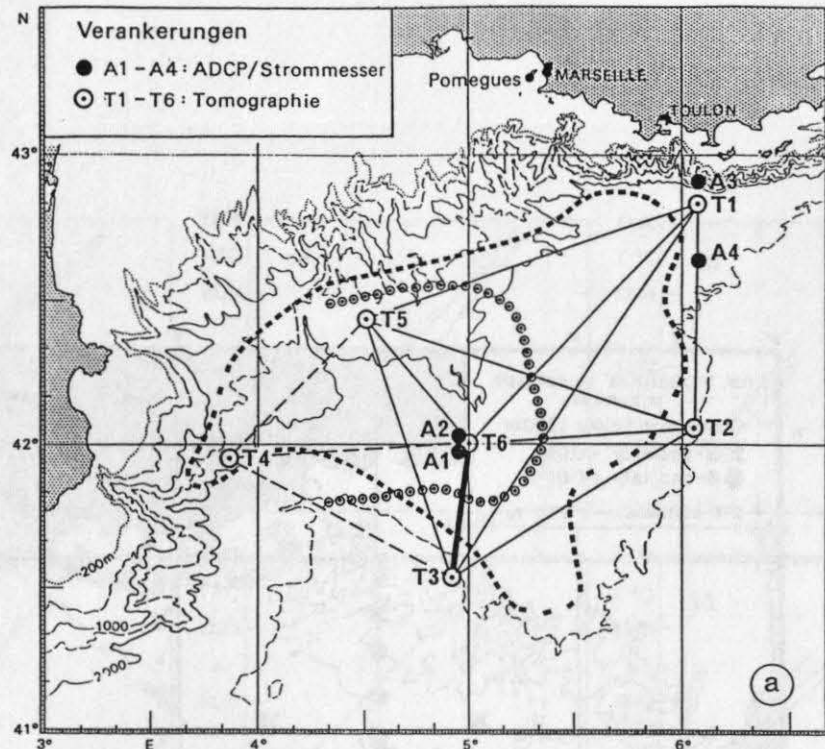 N
Verankerungen
A1-A4: ADCP/Strommesser
T1-T6: Tomographie
Pomegues
MARSEILLE
TOULON
43°
A3
T1
A4
T5
A2
T6
T2
42°
A1
T4
T3
200m
1000
2000
a
41°
3°
E
4°
5°
6°